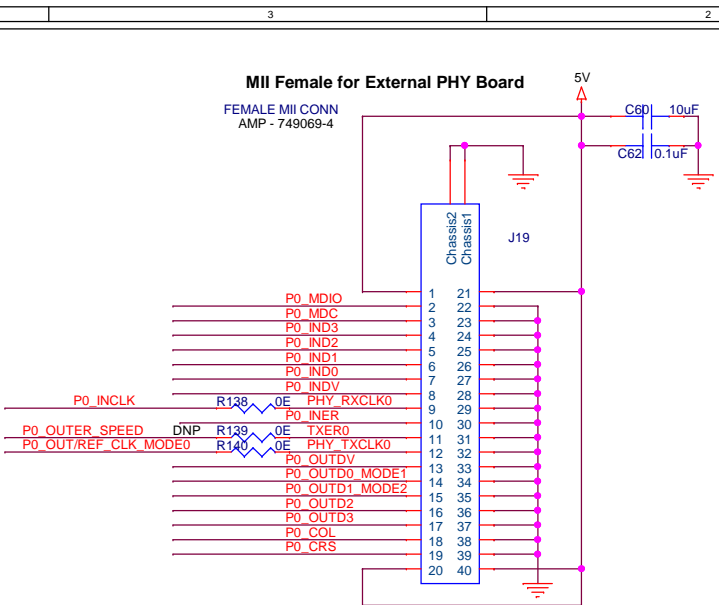 3 2
MII Female for External PHY Board
5V
FEMALE MII CONN
AMP - 749069-4
C60 10uF
C62 0.1uF
Chassis2
Chassis1
J19
1 21
P0_MDIO 2 22
P0_MDC 3 23
P0_IND3 4 24
P0_IND2 5 25
P0_IND1 6 26
P0_IND0 7 27
P0_INDV 8 28
P0_INCLK R138 0E PHY_RXCLK0 9 29
P0_INER 10 30
P0_OUTER_SPEED DNP R139 0E TXER0 11 31
P0_OUT/REF_CLK_MODE0 R140 0E PHY_TXCLK0 12 32
P0_OUTDV 13 33
P0_OUTD0_MODE1 14 34
P0_OUTD1_MODE2 15 35
P0_OUTD2 16 36
P0_OUTD3 17 37
P0_COL 18 38
P0_CRS 19 39
20 40